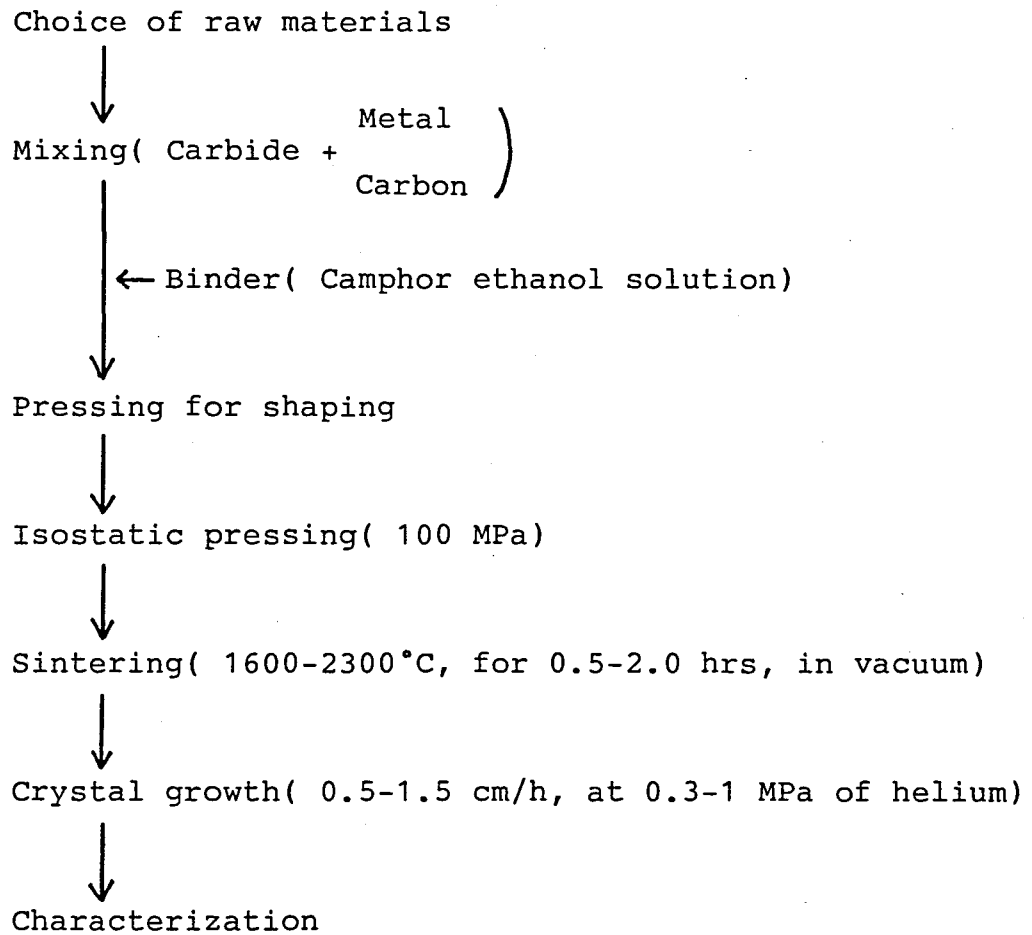 Choice of raw materials
Metal
Mixing( Carbide +
Carbon )
Binder( Camphor ethanol solution)
Pressing for shaping
Isostatic pressing( 100 MPa)
Sintering( 1600-2300°C, for 0.5-2.0 hrs, in vacuum)
Crystal growth( 0.5-1.5 cm/h, at 0.3-1 MPa of helium)
Characterization